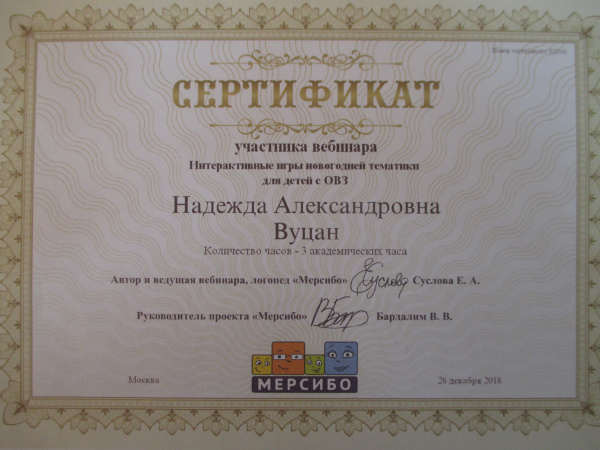 СЕРТИФИКАТ
участника вебинара
Интерактивные игры новогодней тематики
для детей с ОВЗ
Надежда Александровна
Вуцан
Количество часов - 3 академических часа
Автор и ведущая вебинара, логопед «Мерсибо» Суслова Суслова Е. А.
Руководитель проекта «Мерсибо» Бардалим В. В.
МЕРСИБО
Москва 26 декабря 2018